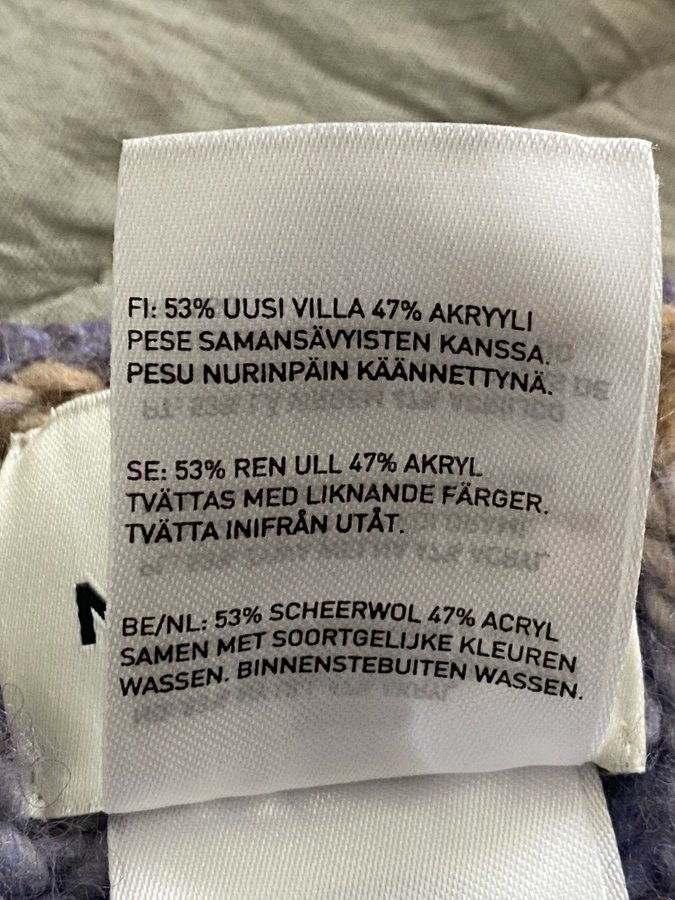 FI: 53% UUSI VILLA 47% AKRYYLI
PESE SAMANSÄVYISTEN KANSSA.
PESU NURINPÄIN KÄÄNNETTYNÄ.
SE: 53% REN ULL 47% AKRYL
TVÄTTAS MED LIKNANDE FÄRGER.
TVÄTTA INIFRÅN UTÅT.
BE/NL: 53% SCHEERWOL 47% ACRYL
SAMEN MET SOORTGELIJKE KLEUREN
WASSEN. BINNENSTEBUITEN WASSEN.